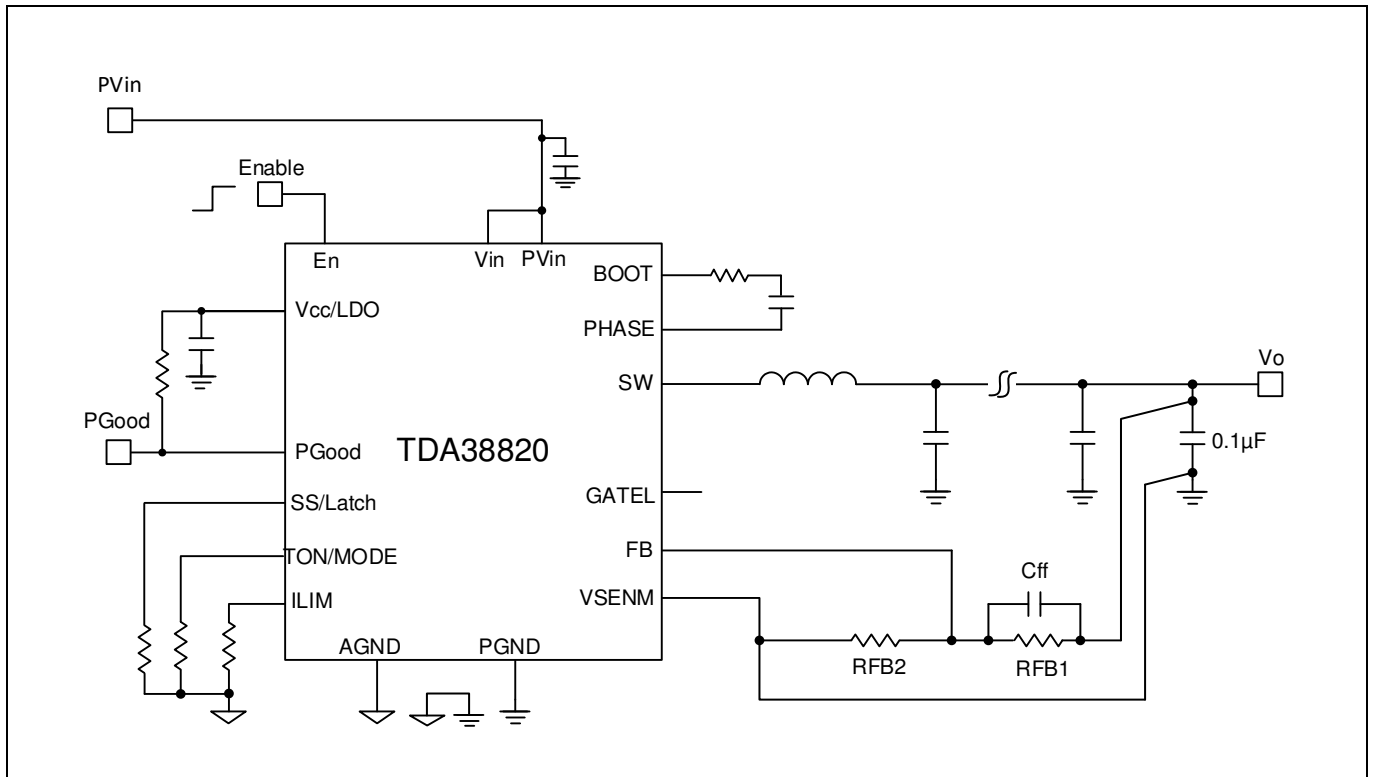 PVin
Enable
En
Vin
PVin
BOOT
Vcc/LDO
PHASE
SW
Vo
PGood
PGood
TDA38820
0.1µF
SS/Latch
GATEL
TON/MODE
FB
Cff
ILIM
VSENM
AGND
PGND
RFB2
RFB1